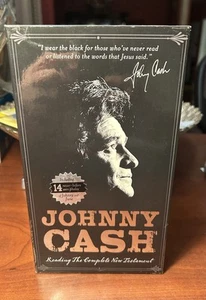 "I wear the black for those who've never read
or listened to the words that Jesus said."
Johnny Cash
14
JOHNNY
CASH
Reading The Complete New Testament